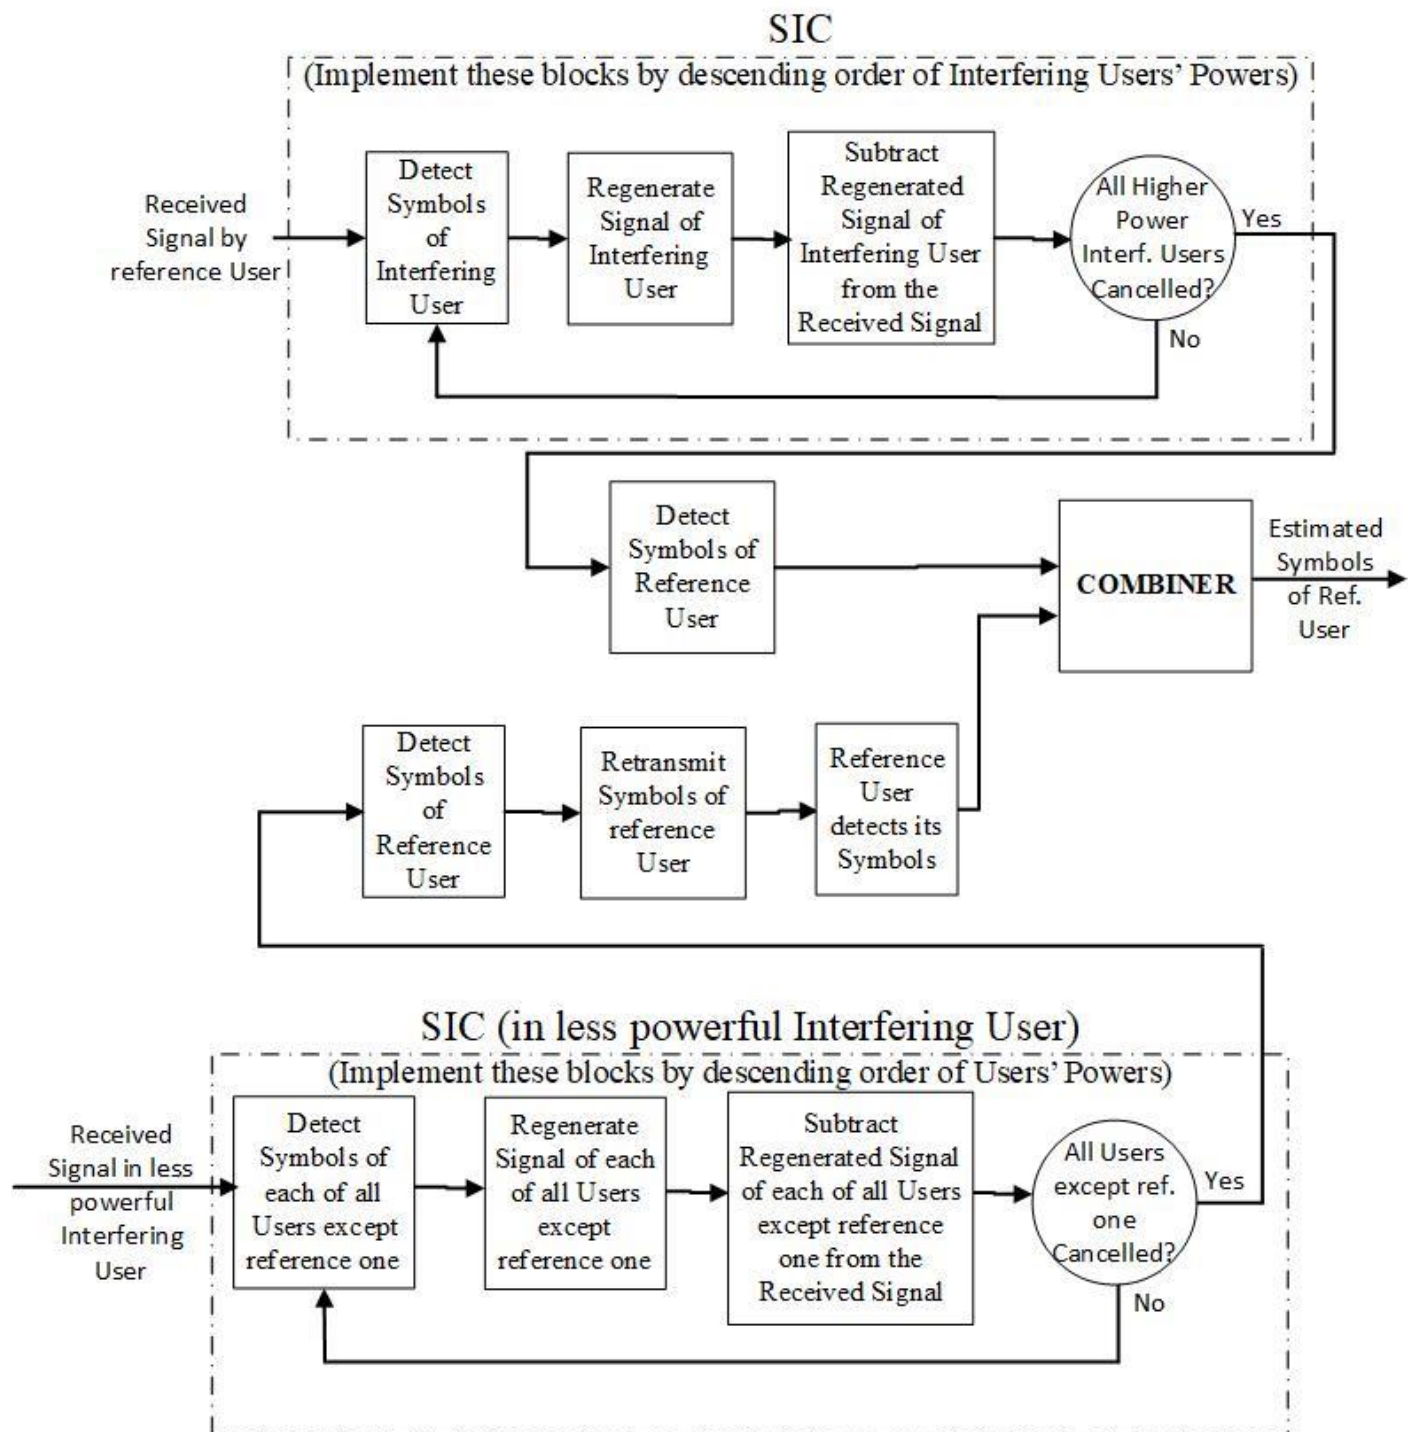 SIC
(Implement these blocks by descending order of Interfering Users' Powers)
Received
Signal by
reference User
Detect
Symbols
of
Interfering
User
Regenerate
Signal of
Interfering
User
Subtract
Regenerated
Signal of
Interfering User
from the
Received Signal
All Higher
Power
Interf. Users
Cancelled?
Yes
No
Detect
Symbols of
Reference
User
COMBINER
Estimated
Symbols
of Ref.
User
Detect
Symbols
of
Reference
User
Retransmit
Symbols of
reference
User
Reference
User
detects its
Symbols
SIC (in less powerful Interfering User)
(Implement these blocks by descending order of Users' Powers)
Received
Signal in less
powerful
Interfering
User
Detect
Symbols of
each of all
Users except
reference one
Regenerate
Signal of each
of all Users
except
reference one
Subtract
Regenerated Signal
of each of all Users
except reference
one from the
Received Signal
All Users
except ref.
one
Cancelled?
Yes
No